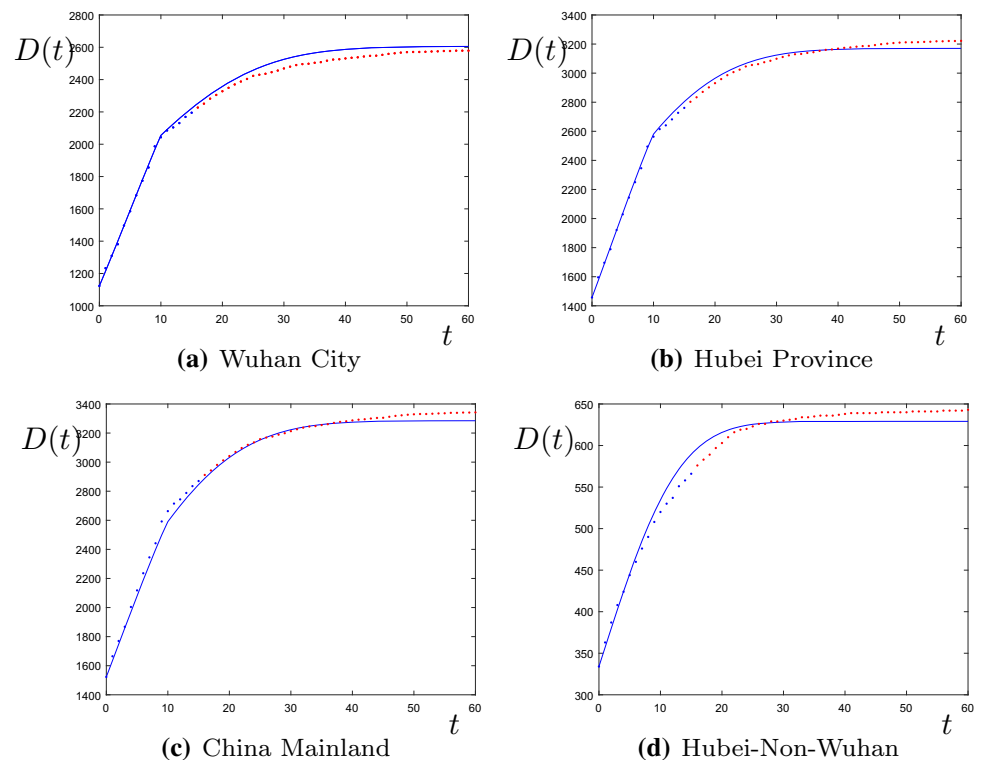 2800
2600
2400
2200
2000
1800
1600
1400
1200
1000
D(t)
0 10 20 30 40 50 60
t
(a) Wuhan City
3400
3200
3000
2800
2600
2400
2200
2000
1800
1600
1400
D(t)
0 10 20 30 40 50 60
t
(b) Hubei Province
3400
3200
3000
2800
2600
2400
2200
2000
1800
1600
1400
D(t)
0 10 20 30 40 50 60
t
(c) China Mainland
650
600
550
500
450
400
350
300
D(t)
0 10 20 30 40 50 60
t
(d) Hubei-Non-Wuhan